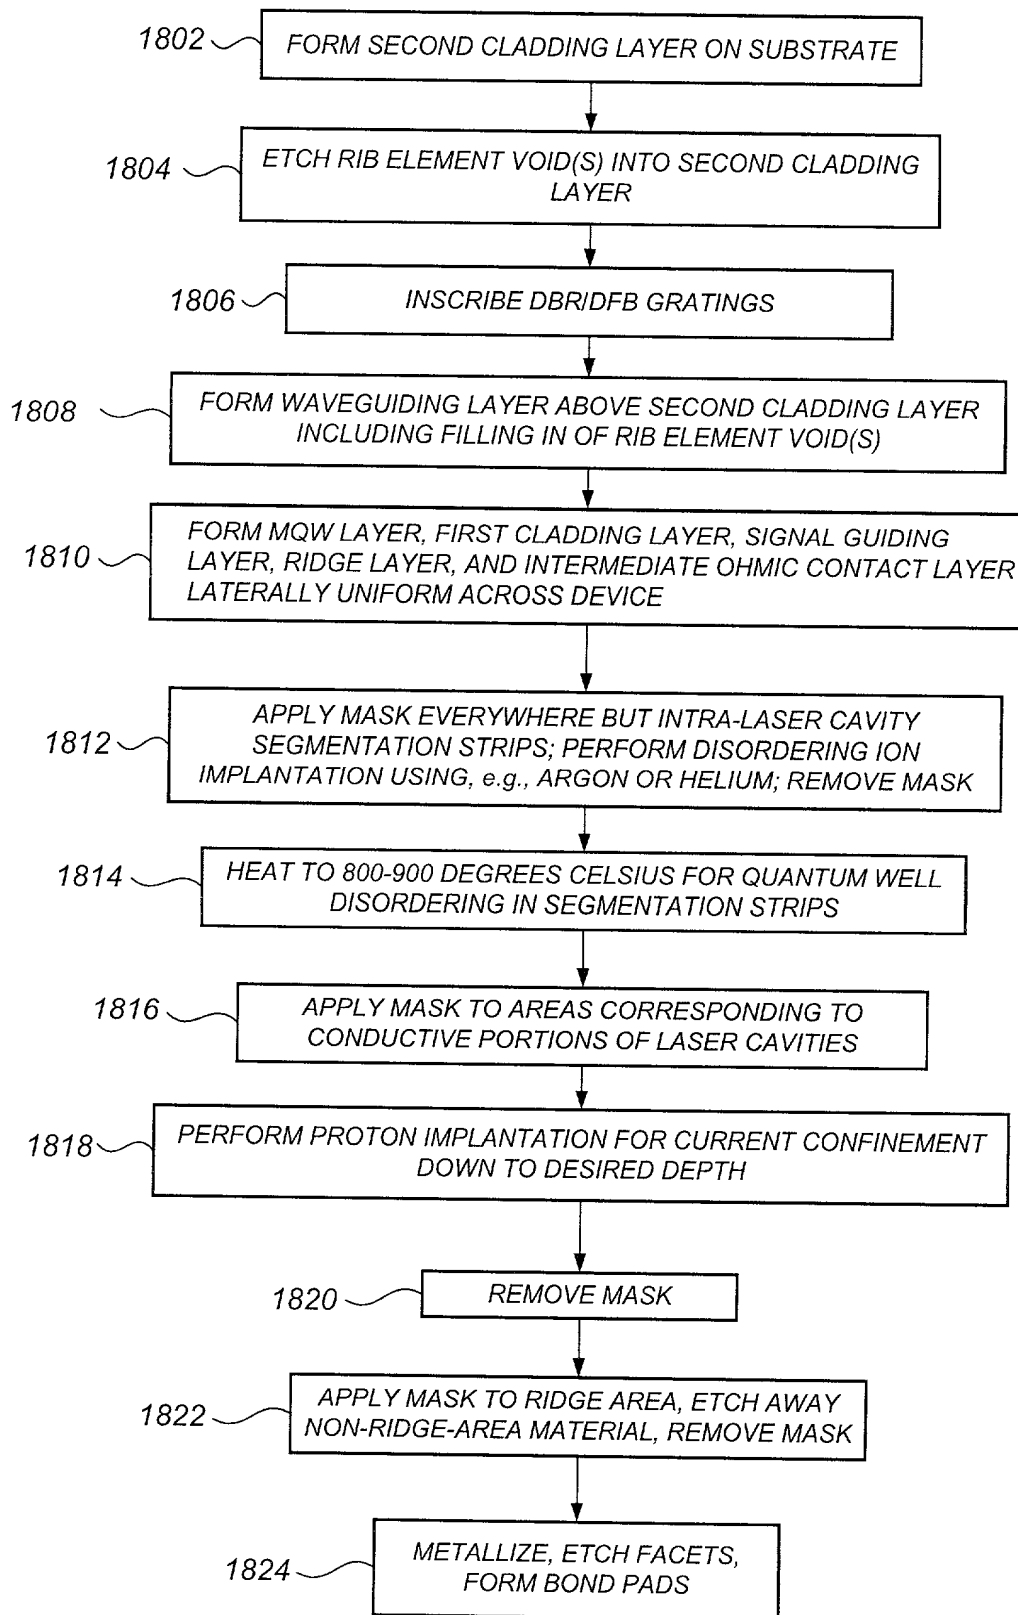 1802
FORM SECOND CLADDING LAYER ON SUBSTRATE
1804
ETCH RIB ELEMENT VOID(S) INTO SECOND CLADDING
LAYER
1806
INSCRIBE DBR/DFB GRATINGS
1808
FORM WAVEGUIDING LAYER ABOVE SECOND CLADDING LAYER
INCLUDING FILLING IN OF RIB ELEMENT VOID(S)
1810
FORM MQW LAYER, FIRST CLADDING LAYER, SIGNAL GUIDING
LAYER, RIDGE LAYER, AND INTERMEDIATE OHMIC CONTACT LAYER
LATERALLY UNIFORM ACROSS DEVICE
1812
APPLY MASK EVERYWHERE BUT INTRA-LASER CAVITY
SEGMENTATION STRIPS; PERFORM DISORDERING ION
IMPLANTATION USING, e.g., ARGON OR HELIUM; REMOVE MASK
1814
HEAT TO 800-900 DEGREES CELSIUS FOR QUANTUM WELL
DISORDERING IN SEGMENTATION STRIPS
1816
APPLY MASK TO AREAS CORRESPONDING TO
CONDUCTIVE PORTIONS OF LASER CAVITIES
1818
PERFORM PROTON IMPLANTATION FOR CURRENT CONFINEMENT
DOWN TO DESIRED DEPTH
1820
REMOVE MASK
1822
APPLY MASK TO RIDGE AREA, ETCH AWAY
NON-RIDGE-AREA MATERIAL, REMOVE MASK
1824
METALLIZE, ETCH FACETS,
FORM BOND PADS